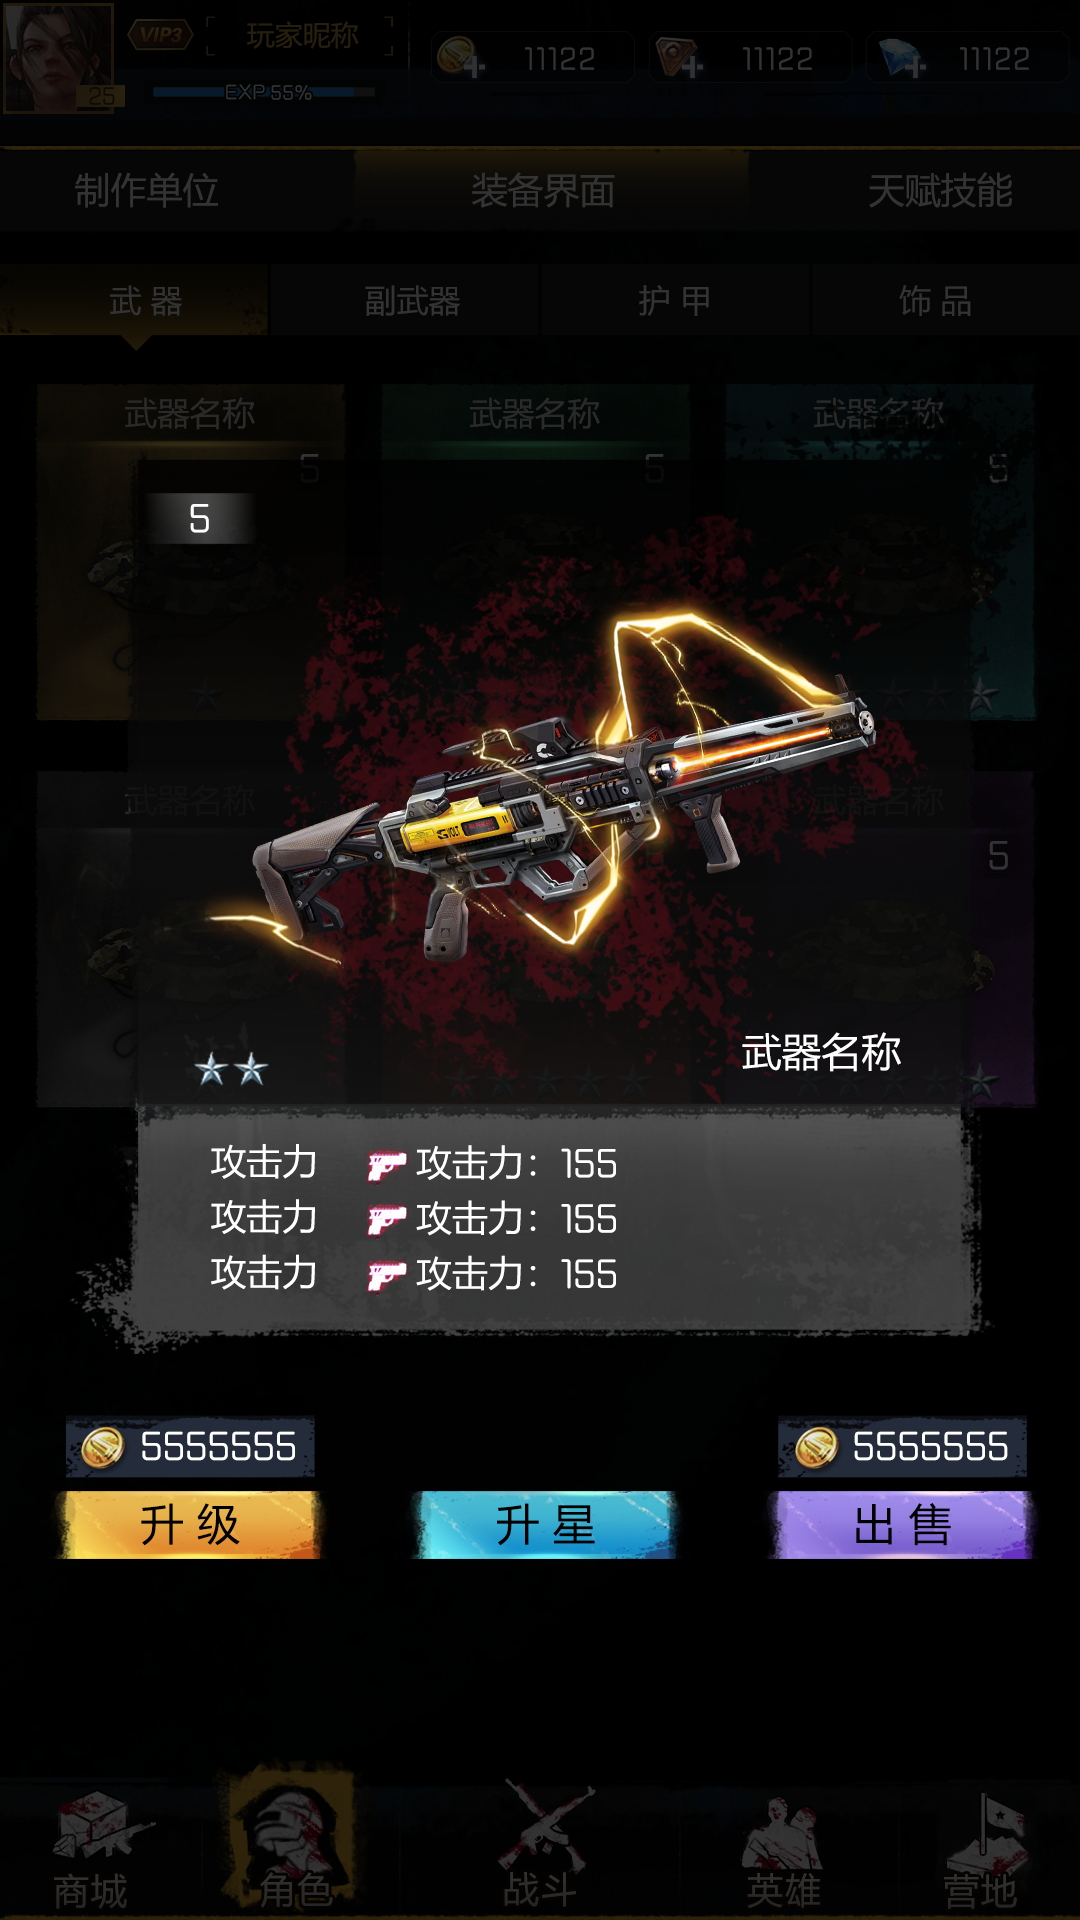 VIP3
玩家昵称
25
EXP 55%
11122
11122
11122
制作单位
装备界面
天赋技能
武 器
副武器
护 甲
饰 品
武器名称
武器名称
武器名称
5
5
5
5
武器名称
武器名称
5
VOLT
武器名称
攻击力
攻击力：155
攻击力
攻击力：155
攻击力
攻击力：155
5555555
5555555
升 级
升 星
出 售
商城
角色
战斗
英雄
营地